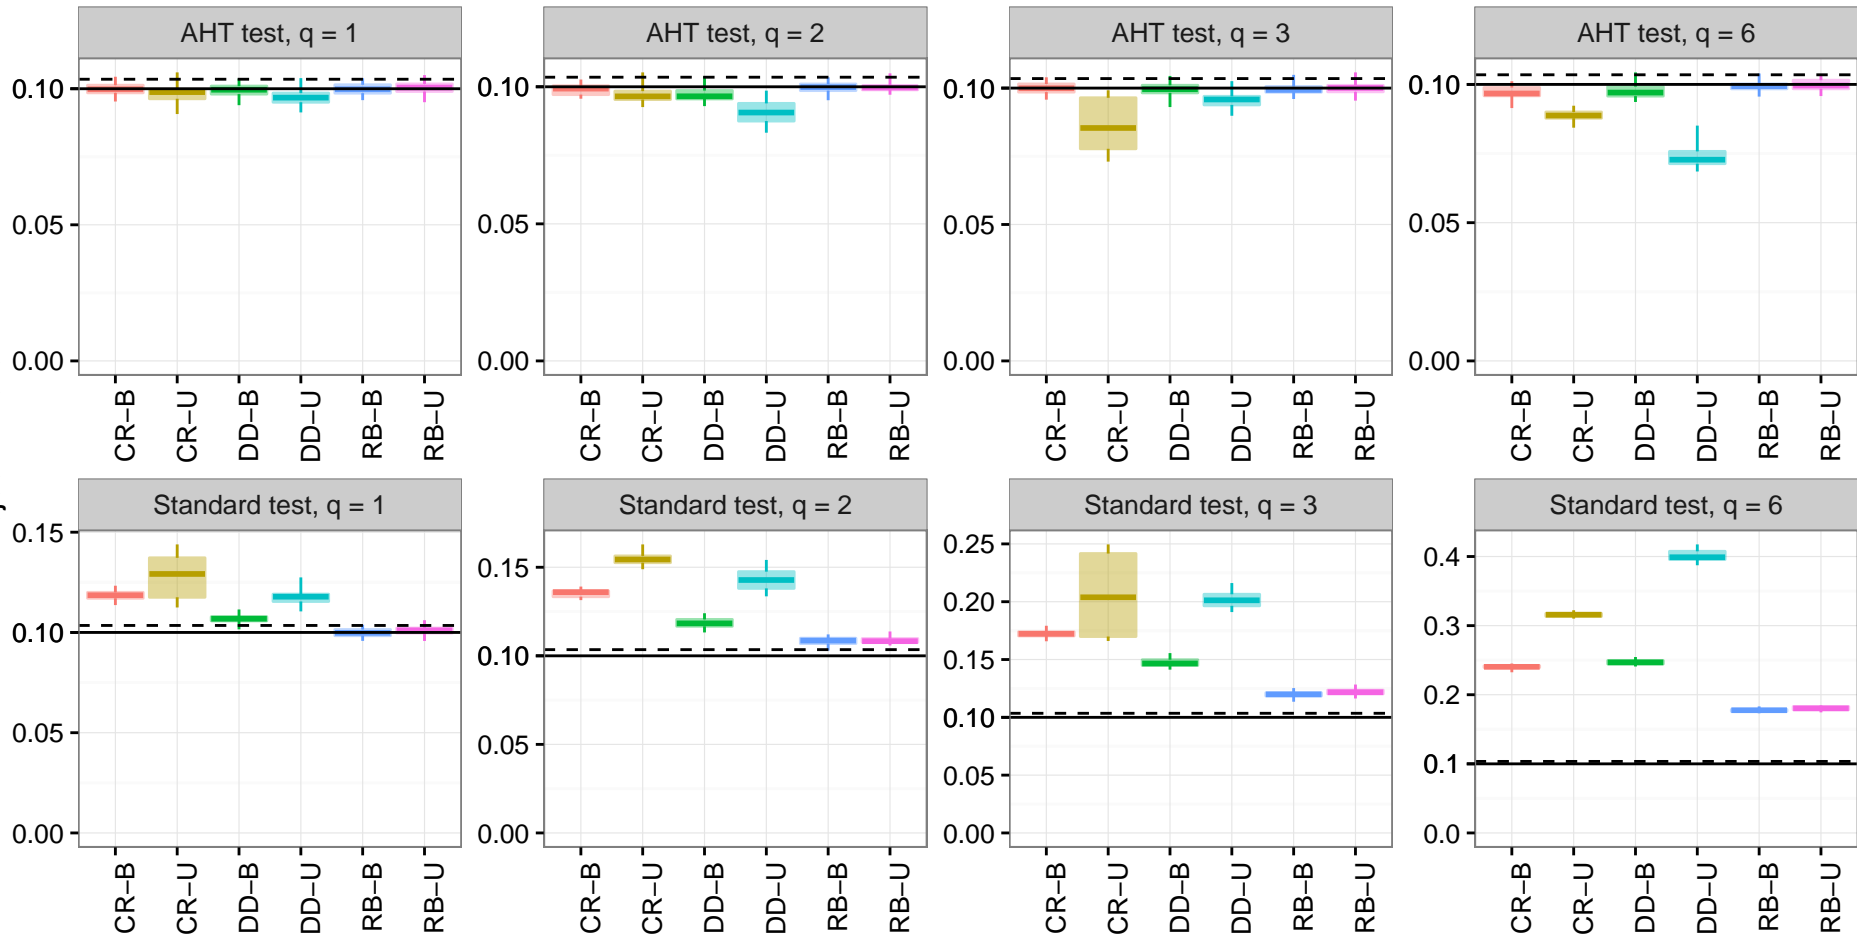 AHT test, q = 1
AHT test, q = 2
AHT test, q = 3
AHT test, q = 6
0.10
0.05
0.00
0.10
0.05
0.00
0.10
0.05
0.00
0.10
0.05
0.00
CR−B
CR−U
DD−B
DD−U
RB−B
RB−U
CR−B
CR−U
DD−B
DD−U
RB−B
RB−U
CR−B
CR−U
DD−B
DD−U
RB−B
RB−U
CR−B
CR−U
DD−B
DD−U
RB−B
RB−U
Standard test, q = 1
Standard test, q = 2
Standard test, q = 3
Standard test, q = 6
0.15
0.10
0.05
0.00
0.15
0.10
0.05
0.00
0.25
0.20
0.15
0.10
0.05
0.00
0.4
0.3
0.2
0.1
0.0
CR−B
CR−U
DD−B
DD−U
RB−B
RB−U
CR−B
CR−U
DD−B
DD−U
RB−B
RB−U
CR−B
CR−U
DD−B
DD−U
RB−B
RB−U
CR−B
CR−U
DD−B
DD−U
RB−B
RB−U